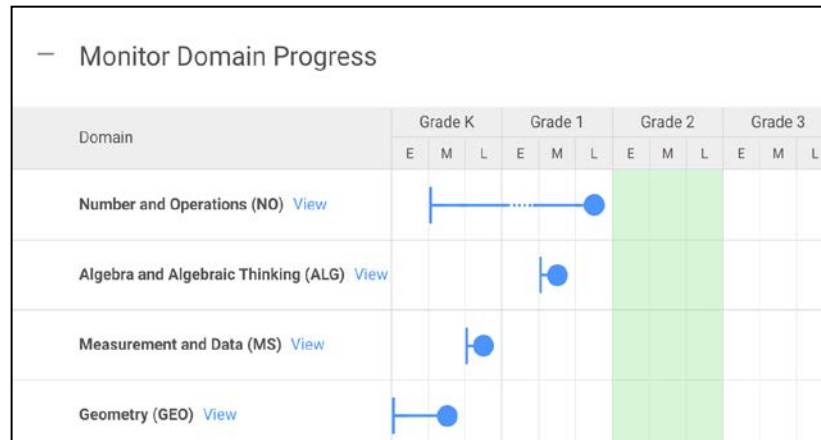 — Monitor Domain Progress
Domain
Grade K Grade 1 Grade 2 Grade 3
E M L E M L E M L E M L
Number and Operations (NO) View
Algebra and Algebraic Thinking (ALG) View
Measurement and Data (MS) View
Geometry (GEO) View